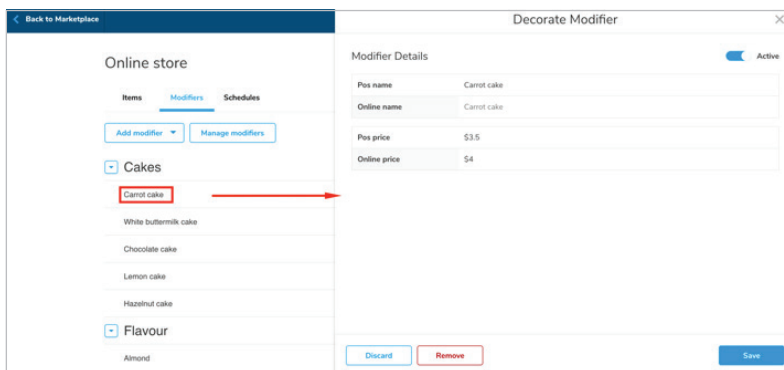 Back to Marketplace
Decorate Modifier
Online store
Items Modifiers Schedules
Add modifier Manage modifiers
Cakes
Carrot cake
White buttermilk cake
Chocolate cake
Lemon cake
Hazelnut cake
Flavour
Almond
Modifier Details
Active
Pos name Carrot cake
Online name Carrot cake
Pos price $3.5
Online price $4
Discard Remove Save